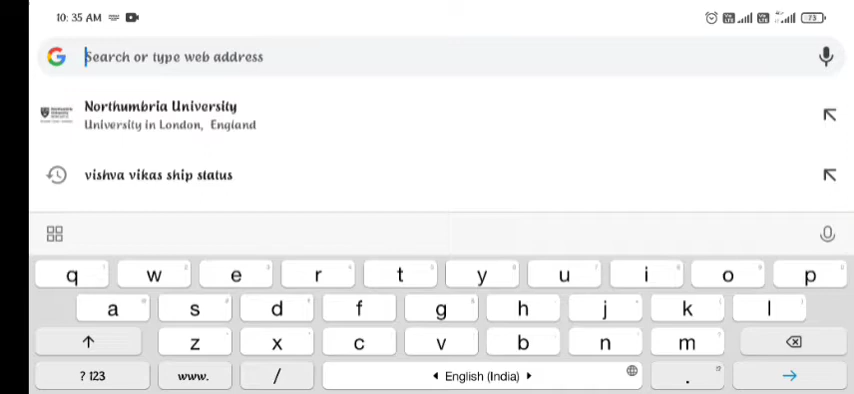 10: 35 AM
73
Search or type web address
Northumbria University
University in London, England
vishva vikas ship status
q w e r t y u i o p
a s d f g h j k l
z x c v b n m
? 123 www. / English (India) .